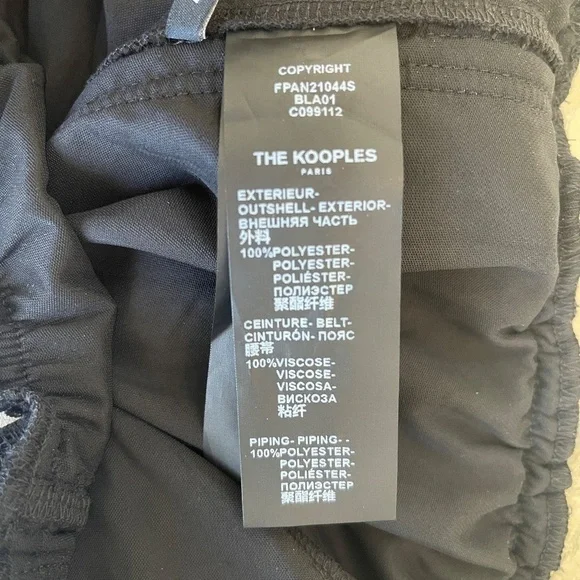 COPYRIGHT
FPAN21044S
BLA01
C099112
THE KOOPLES
PARIS
EXTERIEUR-
OUTSHELL- EXTERIOR-
ВНЕШНЯЯ ЧАСТЬ
外料
100%POLYESTER-
POLYESTER-
POLIÉSTER-
ПОЛИЭСТЕР
聚酯纤维
CEINTURE- BELT-
CINTURÓN- ПОЯС
腰带
100%VISCOSE-
VISCOSE-
VISCOSA-
ВИСКОЗА
粘纤
PIPING- PIPING- -
100%POLYESTER-
POLYESTER-
POLIÉSTER-
ПОЛИЭСТЕР
聚酯纤维